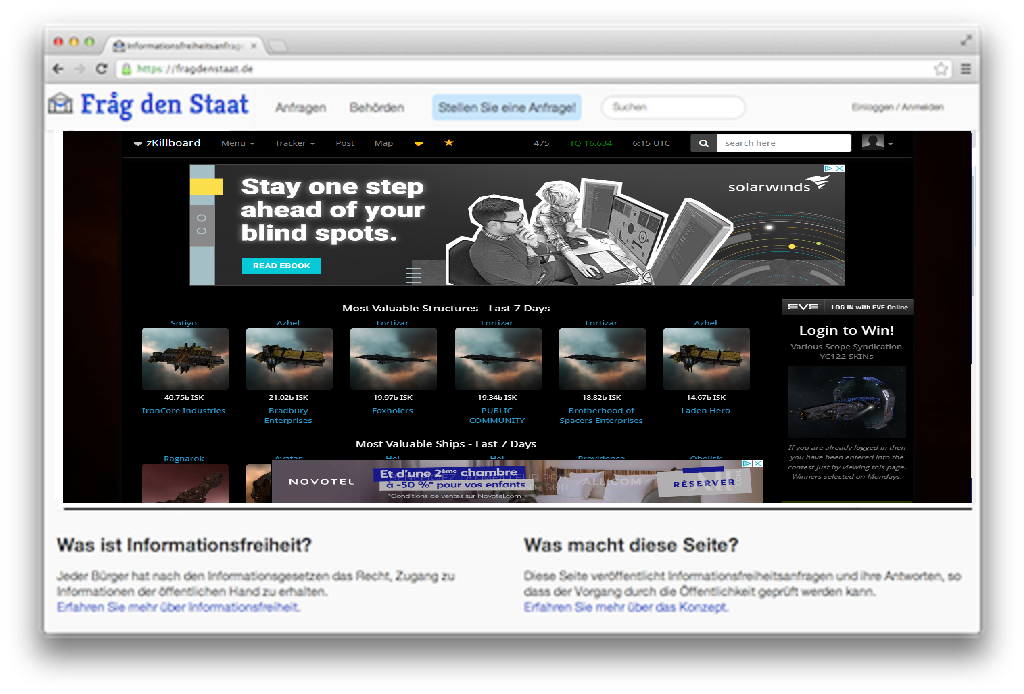 Informationsfreiheitsanfrage
https://fragdenstaat.de
Fråg den Staat
Anfragen
Behörden
Stellen Sie eine Anfrage!
Suchen
Einloggen / Anmelden
zKillboard
Menu
Tracker
Post
Map
475
TQ 16,634
6:15 UTC
search here
Stay one step
ahead of your
blind spots.
READ EBOOK
solarwinds
Most Valuable Structures - Last 7 Days
Sotiyo
Azbel
Fortizar
Fortizar
Fortizar
Azbel
40.75b ISK
21.02b ISK
19.97b ISK
19.34b ISK
18.82b ISK
14.67b ISK
IronCore Industries
Bradbury
Enterprises
Foxholers
PUBLIC
COMMUNITY
Brotherhood of
Spacers Enterprises
Laden Hero
EVE
LOG IN with EVE Online
Login to Win!
Various Scope Syndication
YC122 SKINs
If you are already logged in then
you have been entered into the
contest just by viewing this page.
Winners selected on Mondays.
Most Valuable Ships - Last 7 Days
Ragnarok
Avatar
Hel
Hel
Providence
Obelisk
NOVOTEL
Et d'une 2ème chambre
à -50 %* pour vos enfants
*Conditions de ventes sur Novotel.com
ALL.COM
RÉSERVER
Was ist Informationsfreiheit?
Jeder Bürger hat nach den Informationsgesetzen das Recht, Zugang zu
Informationen der öffentlichen Hand zu erhalten.
Erfahren Sie mehr über Informationsfreiheit.
Was macht diese Seite?
Diese Seite veröffentlicht Informationsfreiheitsanfragen und ihre Antworten, so
dass der Vorgang durch die Öffentlichkeit geprüft werden kann.
Erfahren Sie mehr über das Konzept.